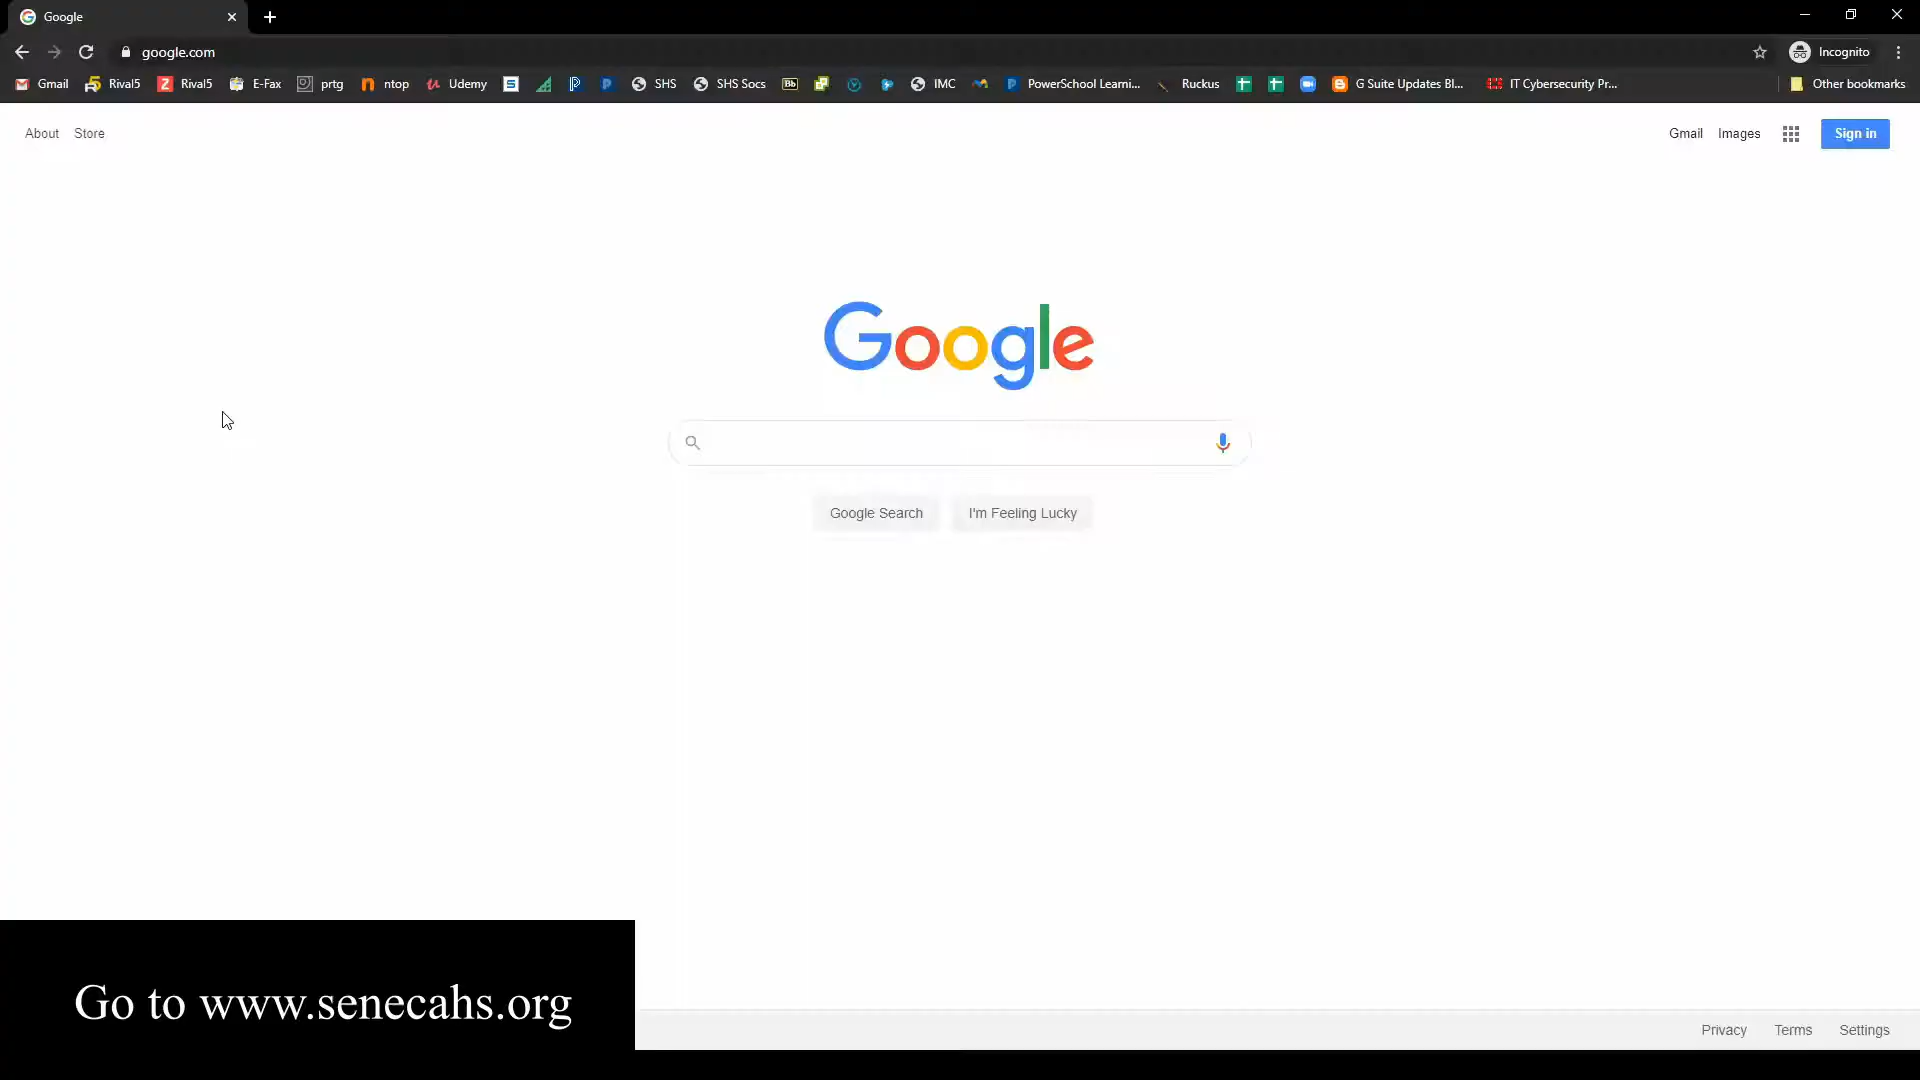 Google
google.com
Incognito
Gmail Rival5 Rival5 E-Fax prtg ntop Udemy SHS SHS Socs Bb IMC PowerSchool Learni... Ruckus G Suite Updates Bl... IT Cybersecurity Pr... Other bookmarks
About Store
Gmail Images Sign in
Google
Google Search I'm Feeling Lucky
Go to www.senecahs.org
Privacy Terms Settings